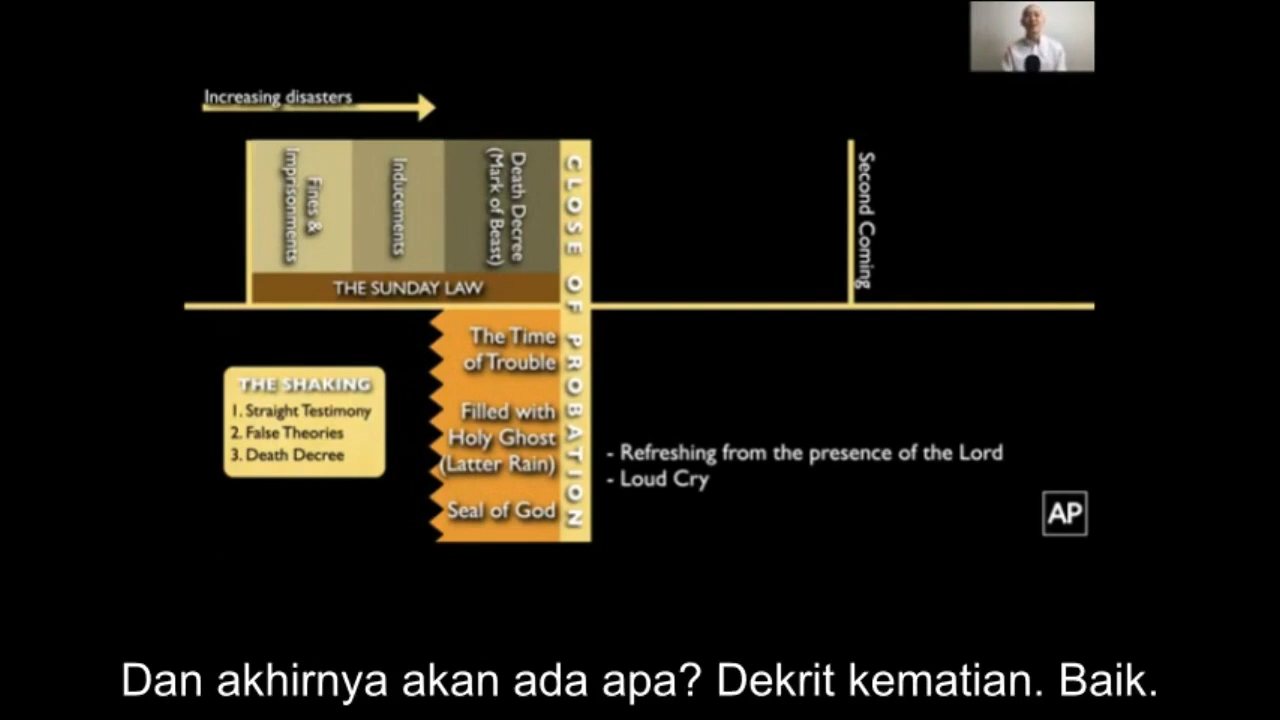 Increasing disasters
Fines &
Imprisonments
Inducements
Death Decree
(Mark of Beast)
CLOSE OF PROBATION
Second Coming
THE SUNDAY LAW
The Time
of Trouble
THE SHAKING
1. Straight Testimony
2. False Theories
3. Death Decree
Filled with
Holy Ghost
(Latter Rain)
Seal of God
- Refreshing from the presence of the Lord
- Loud Cry
AP
Dan akhirnya akan ada apa? Dekrit kematian. Baik.